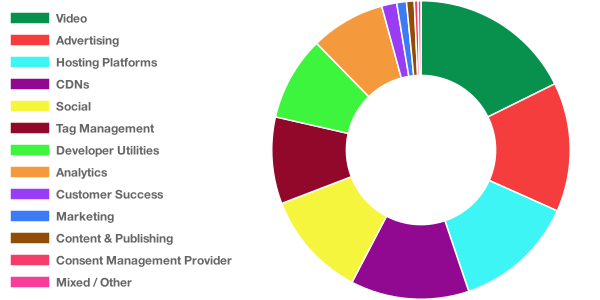 Video
Advertising
Hosting Platforms
CDNs
Social
Tag Management
Developer Utilities
Analytics
Customer Success
Marketing
Content & Publishing
Consent Management Provider
Mixed / Other